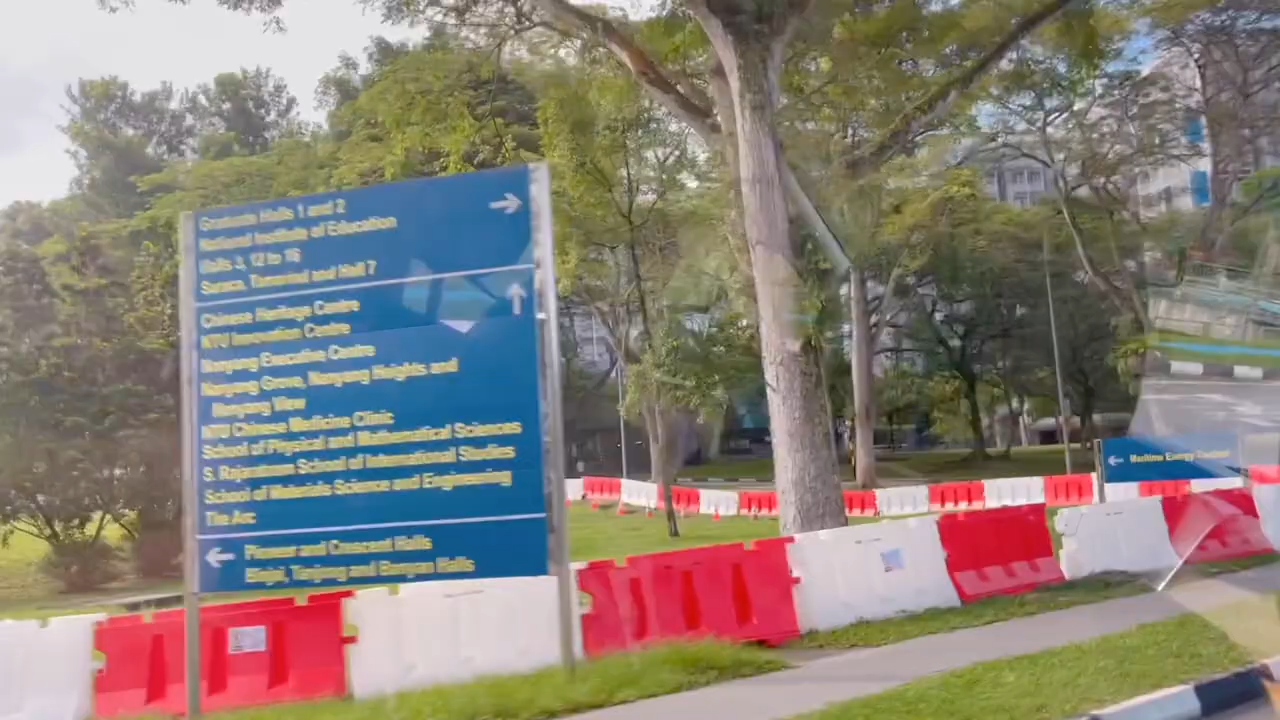 Graduate Halls 1 and 2
National Institute of Education
Halls 3, 12 to 16
Saraca, Tamarind and Hall 7
Chinese Heritage Centre
NTU Innovation Centre
Nanyang Executive Centre
Nanyang Grove, Nanyang Heights and
Nanyang View
NTU Chinese Medicine Clinic
School of Physical and Mathematical Sciences
S. Rajaratnam School of International Studies
School of Materials Science and Engineering
The Arc
Pioneer and Crescent Halls
Binjai, Tanjong and Banyan Halls
Maritime Energy